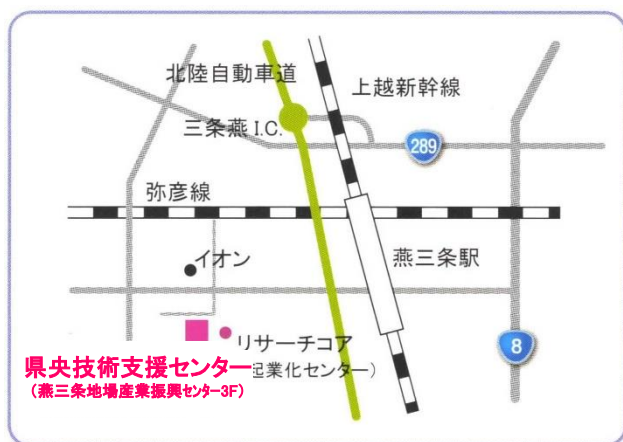 北陸自動車道
上越新幹線
三条燕I.C.
289
弥彦線
イオン
燕三条駅
リサーチコア
県央技術支援センター
起業化センター）
（燕三条地場産業振興センター3F）
8